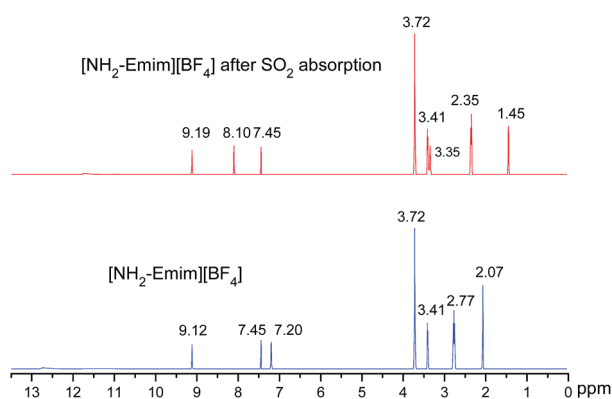 3.72
[NH₂-Emim][BF₄] after SO₂ absorption
2.35
3.41
1.45
9.19 8.10 7.45
3.35
3.72
[NH₂-Emim][BF₄]
2.07
3.41 2.77
9.12 7.45 7.20
13 12 11 10 9 8 7 6 5 4 3 2 1 0 ppm